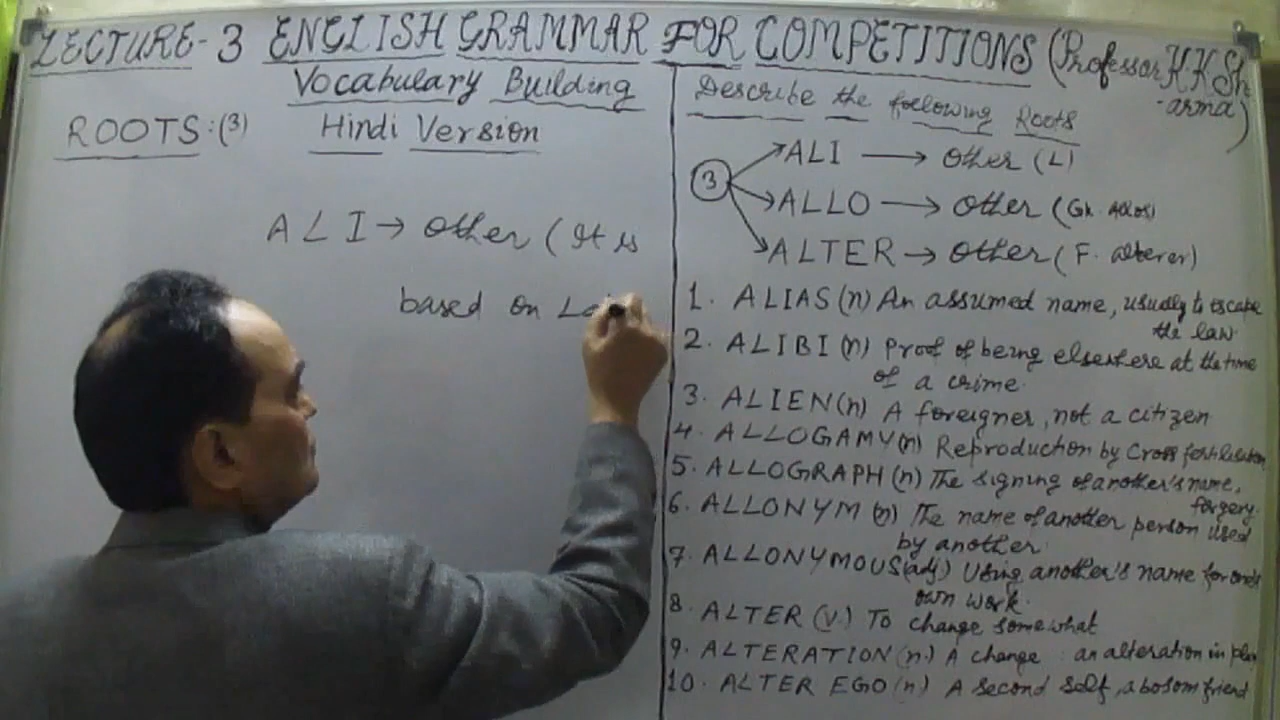 LECTURE-3 ENGLISH GRAMMAR FOR COMPETITIONS (Professor K K Sh
-arma)
Vocabulary Building
ROOTS:(3) Hindi Version
ALI → other (It is
based on
Describe the following Roots
3
ALI → other (L)
ALLO → other (Gk. Allos)
ALTER → other (F. alterer)
1. ALIAS (n) An assumed name, usually to escape
the law.
2. ALIBI (n) Proof of being elsewhere at the time
of a crime.
3. ALIEN (n) A foreigner, not a citizen
4. ALLOGAMY (n) Reproduction by Cross fertilisation
5. ALLOGRAPH (n) The signing of another's name,
forgery.
6. ALLONYM (n) The name of another person used
by another.
7. ALLONYMOUS (adj) Using another's name for one's
own work.
8. ALTER (v.) To change somewhat
9. ALTERATION (n.) A change : an alteration in
10. ALTER EGO (n) A second self, a bosom friend